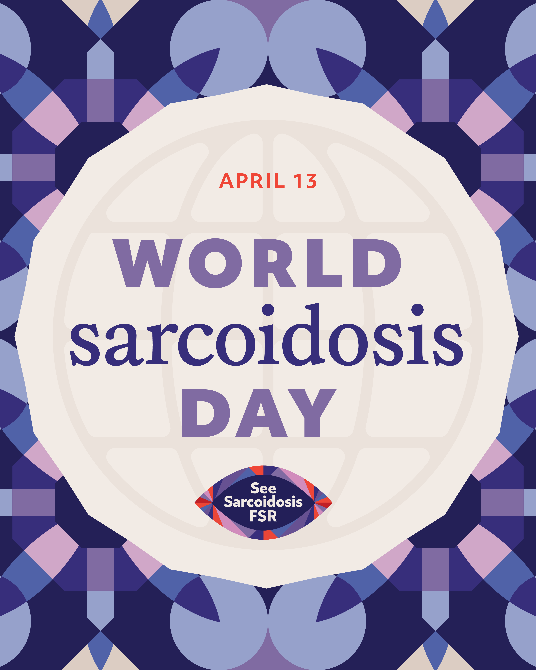 APRIL 13
WORLD
sarcoidosis
DAY
See
Sarcoidosis
FSR